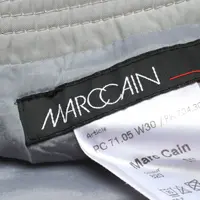 MARCCAIN
Article
PC 71.05 W30 /
Marc Cain